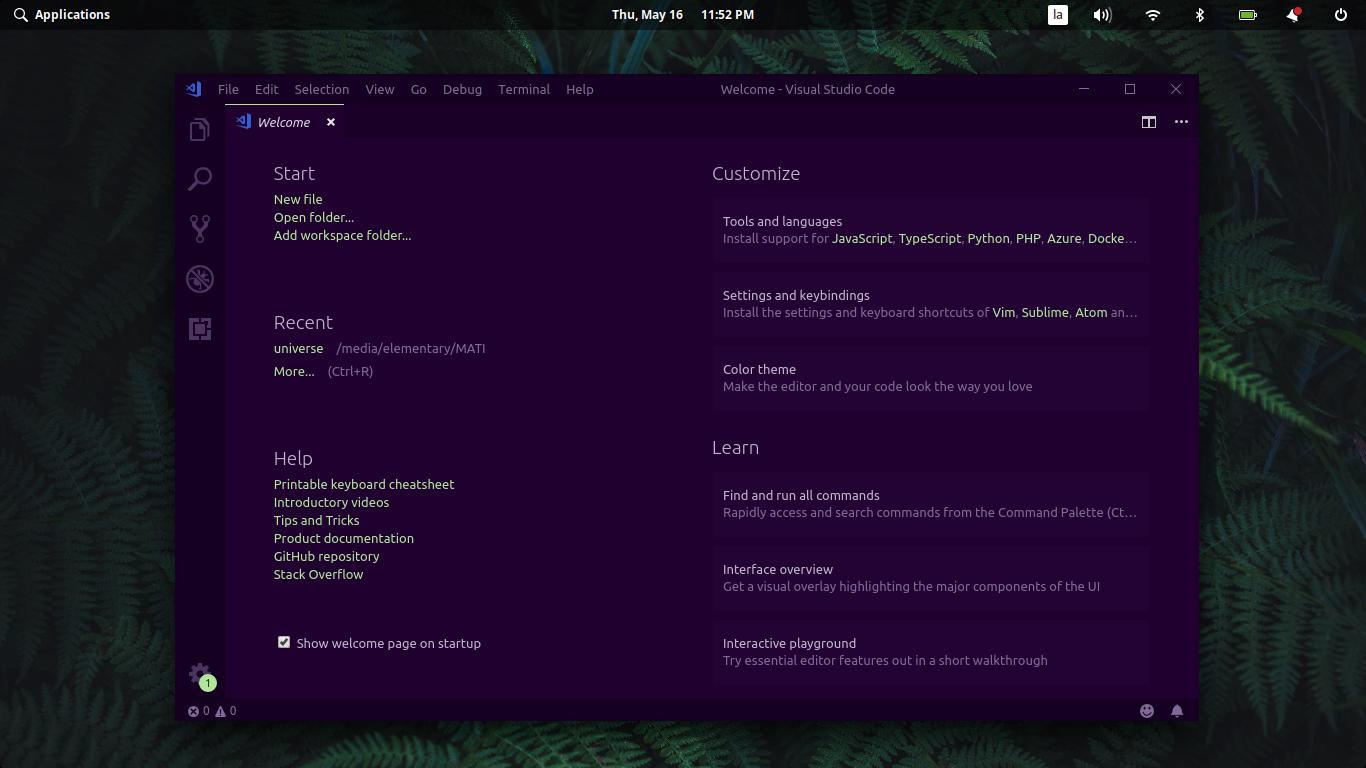 Applications
Thu, May 16 11:52 PM
la
File Edit Selection View Go Debug Terminal Help
Welcome - Visual Studio Code
Welcome
Start
New file
Open folder...
Add workspace folder...
Recent
universe /media/elementary/MATI
More... (Ctrl+R)
Help
Printable keyboard cheatsheet
Introductory videos
Tips and Tricks
Product documentation
GitHub repository
Stack Overflow
Show welcome page on startup
Customize
Tools and languages
Install support for JavaScript, TypeScript, Python, PHP, Azure, Docke...
Settings and keybindings
Install the settings and keyboard shortcuts of Vim, Sublime, Atom an...
Color theme
Make the editor and your code look the way you love
Learn
Find and run all commands
Rapidly access and search commands from the Command Palette (Ct...
Interface overview
Get a visual overlay highlighting the major components of the UI
Interactive playground
Try essential editor features out in a short walkthrough
1
0 0